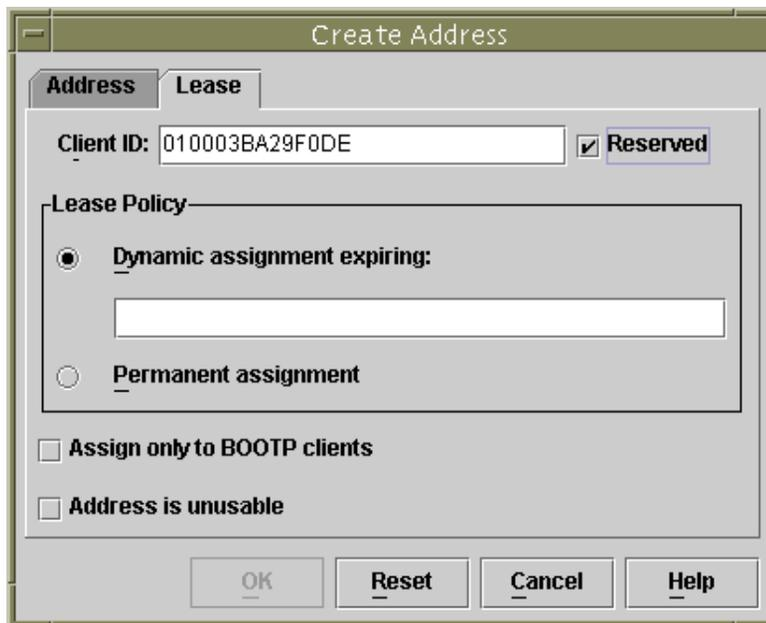 Create Address
Address Lease
Client ID: 010003BA29F0DE Reserved
Lease Policy
Dynamic assignment expiring:
Permanent assignment
Assign only to BOOTP clients
Address is unusable
OK Reset Cancel Help